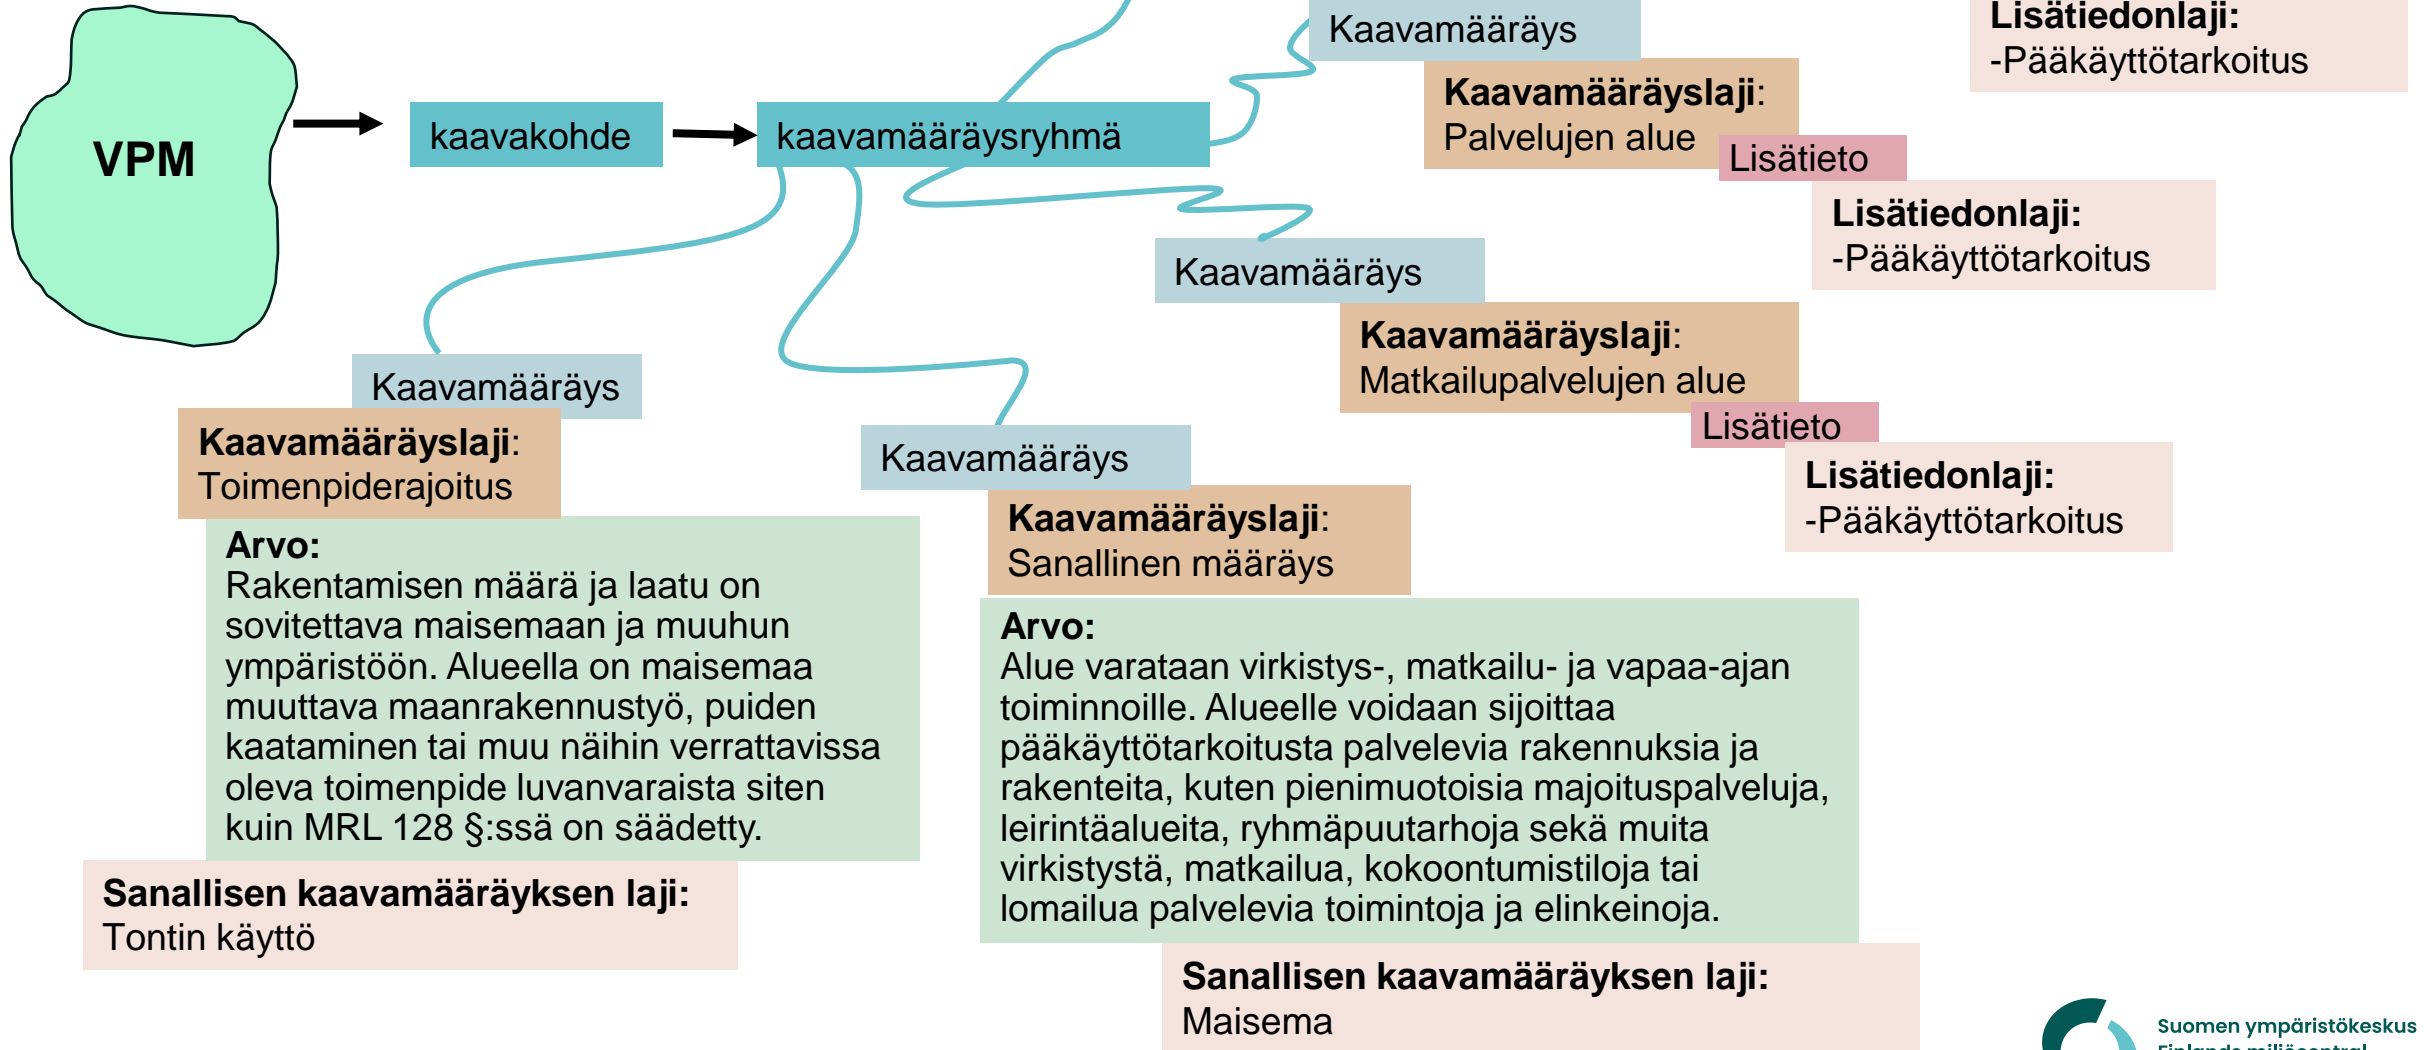 Kaavamääräys
Lisätiedonlaji:
-Pääkäyttötarkoitus
Kaavamääräyslaji:
Palvelujen alue
Lisätieto
Lisätiedonlaji:
-Pääkäyttötarkoitus
VPM
kaavakohde
kaavamääräysryhmä
Kaavamääräys
Kaavamääräyslaji:
Matkailupalvelujen alue
Lisätieto
Lisätiedonlaji:
-Pääkäyttötarkoitus
Kaavamääräys
Kaavamääräyslaji:
Toimenpiderajoitus
Arvo:
Rakentamisen määrä ja laatu on
sovitettava maisemaan ja muuhun
ympäristöön. Alueella on maisemaa
muuttava maanrakennustyö, puiden
kaataminen tai muu näihin verrattavissa
oleva toimenpide luvanvaraista siten
kuin MRL 128 §:ssä on säädetty.
Sanallisen kaavamääräyksen laji:
Tontin käyttö
Kaavamääräys
Kaavamääräyslaji:
Sanallinen määräys
Arvo:
Alue varataan virkistys-, matkailu- ja vapaa-ajan
toiminnoille. Alueelle voidaan sijoittaa
pääkäyttötarkoitusta palvelevia rakennuksia ja
rakenteita, kuten pienimuotoisia majoituspalveluja,
leirintäalueita, ryhmäpuutarhoja sekä muita
virkistystä, matkailua, kokoontumistiloja tai
lomailua palvelevia toimintoja ja elinkeinoja.
Sanallisen kaavamääräyksen laji:
Maisema
Suomen ympäristökeskus
Finlands miljöcentral